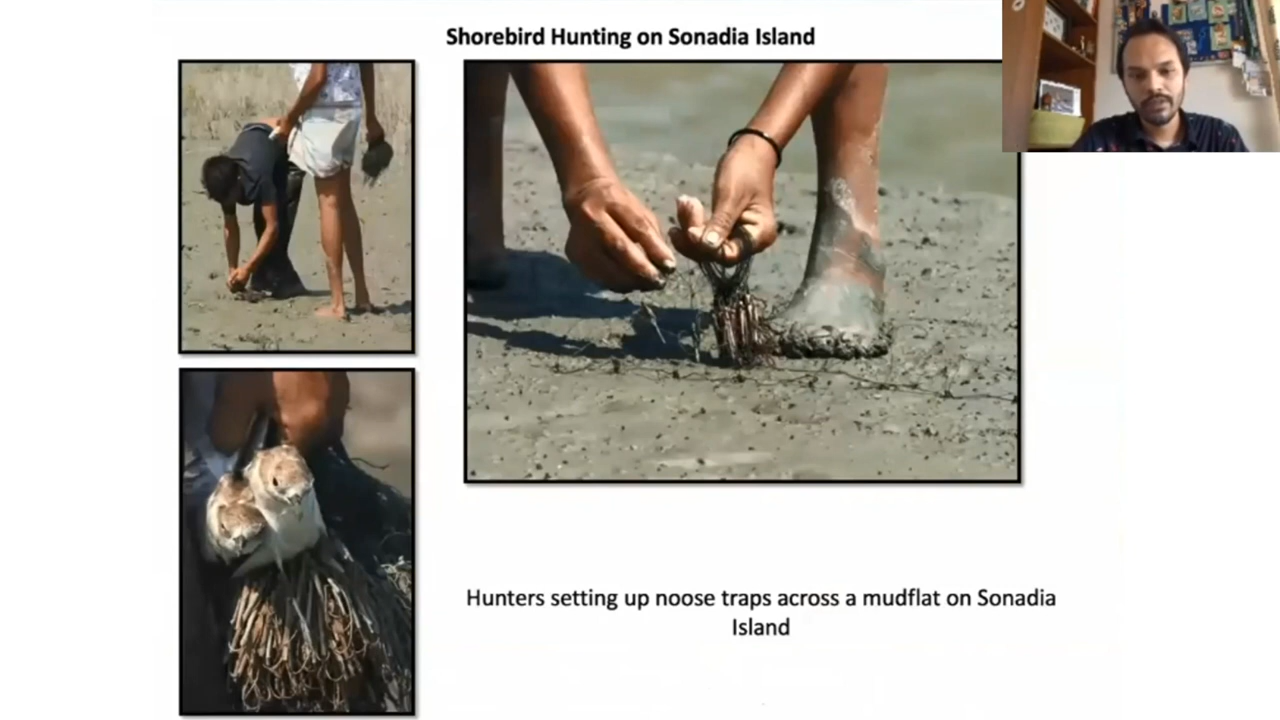 Shorebird Hunting on Sonadia Island
Hunters setting up noose traps across a mudflat on Sonadia
Island